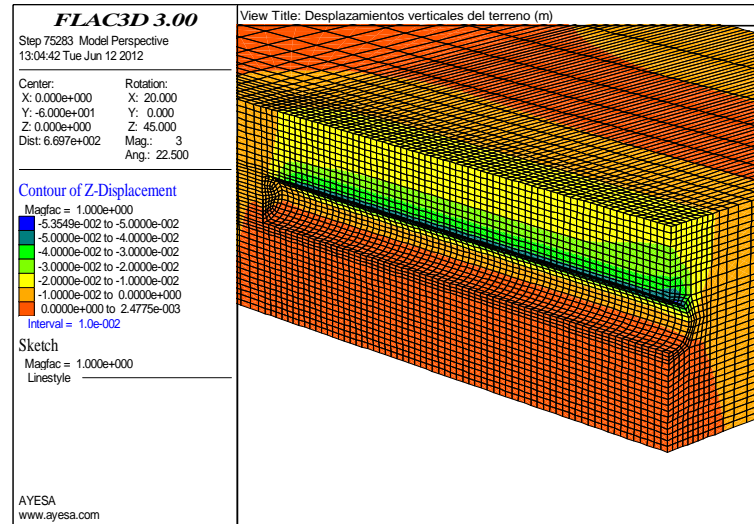 FLAC3D 3.00
Step 75283 Model Perspective
13:04:42 Tue Jun 12 2012
Center:
X: 0.000e+000
Y: -6.000e+001
Z: 0.000e+000
Dist: 6.697e+002
Rotation:
X: 20.000
Y: 0.000
Z: 45.000
Mag.: 3
Ang.: 22.500
Contour of Z-Displacement
Magfac = 1.000e+000
-5.3549e-002 to -5.0000e-002
-5.0000e-002 to -4.0000e-002
-4.0000e-002 to -3.0000e-002
-3.0000e-002 to -2.0000e-002
-2.0000e-002 to -1.0000e-002
-1.0000e-002 to 0.0000e+000
0.0000e+000 to 2.4775e-003
Interval = 1.0e-002
Sketch
Magfac = 1.000e+000
Linestyle
AYESA
www.ayesa.com
View Title: Desplazamientos verticales del terreno (m)